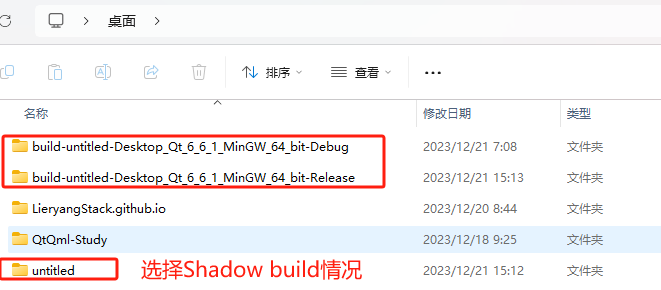 桌面
排序 查看
名称 修改日期 类型
build-untitled-Desktop_Qt_6_6_1_MinGW_64_bit-Debug 2023/12/21 7:08 文件夹
build-untitled-Desktop_Qt_6_6_1_MinGW_64_bit-Release 2023/12/21 15:13 文件夹
LieryangStack.github.io 2023/12/20 8:44 文件夹
QtQml-Study 2023/12/18 9:25 文件夹
untitled 选择Shadow build情况 2023/12/21 15:12 文件夹